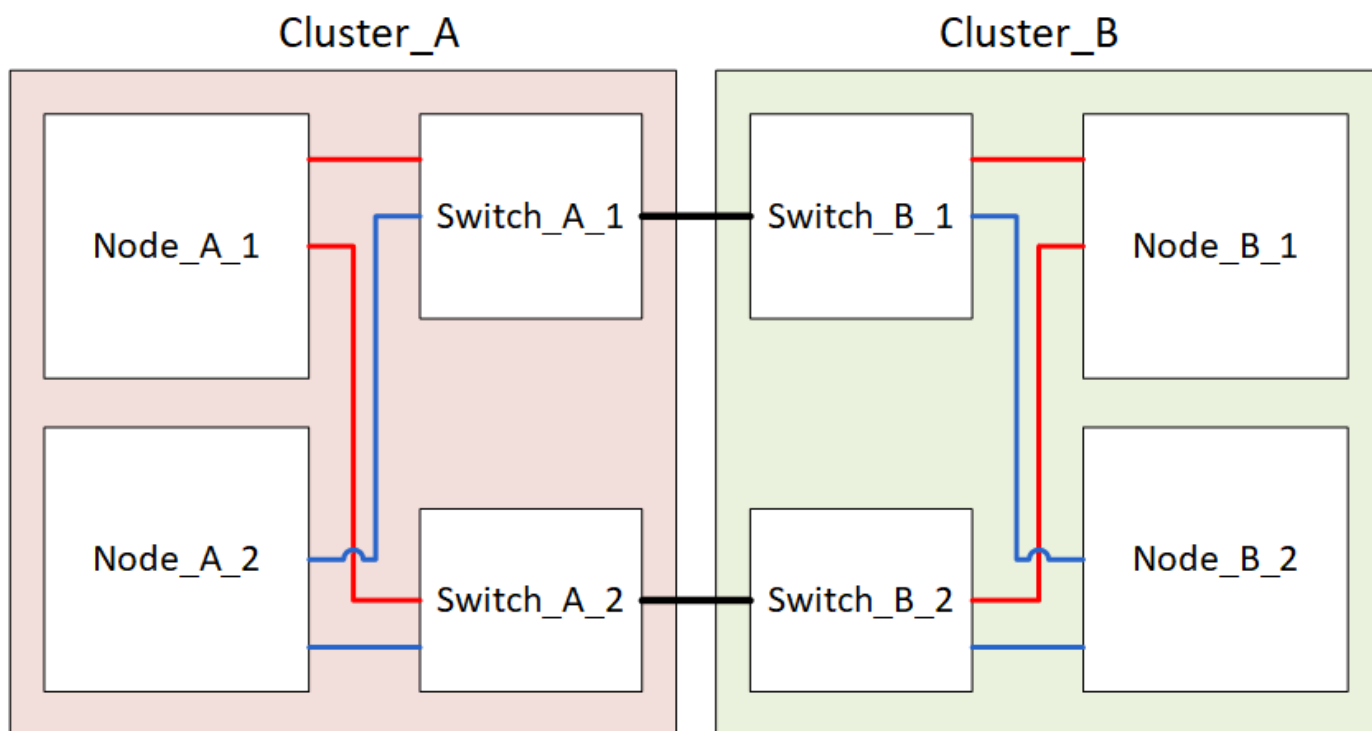 Cluster_A
Cluster_B
Node_A_1
Switch_A_1
Switch_B_1
Node_B_1
Node_A_2
Switch_A_2
Switch_B_2
Node_B_2